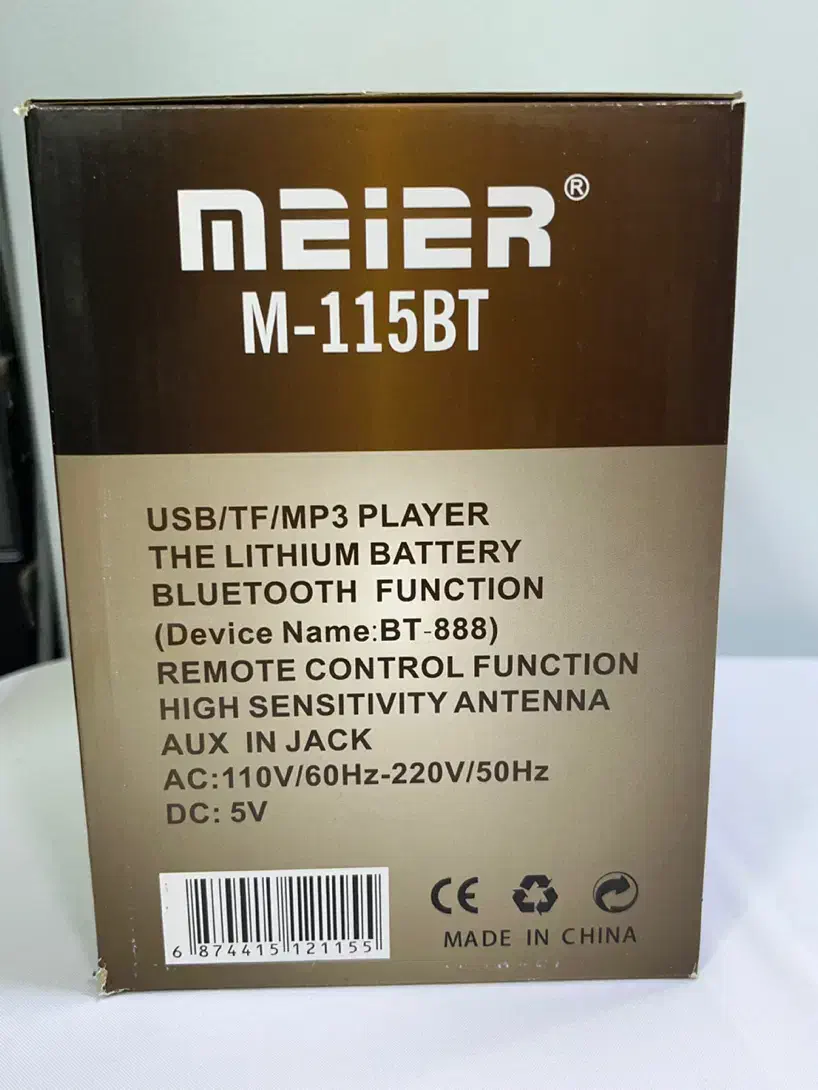 MEIER®
M-115BT
USB/TF/MP3 PLAYER
THE LITHIUM BATTERY
BLUETOOTH FUNCTION
(Device Name:BT-888)
REMOTE CONTROL FUNCTION
HIGH SENSITIVITY ANTENNA
AUX IN JACK
AC:110V/60Hz-220V/50Hz
DC: 5V
6 874415 121155
CE
MADE IN CHINA